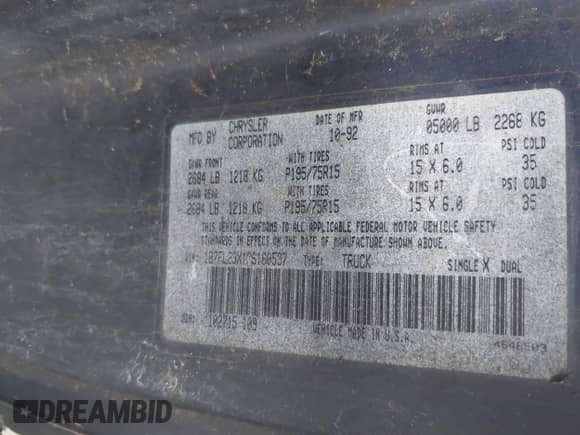 MFD BY CHRYSLER CORPORATION DATE OF MFR 10-92 GVWR 05000 LB 2268 KG
GAWR FRONT WITH TIRES RIMS AT PSI COLD
2684 LB 1218 KG P195/75R15 15 X 6.0 35
GAWR REAR WITH TIRES RIMS AT PSI COLD
2684 LB 1218 KG P195/75R15 15 X 6.0 35
THIS VEHICLE CONFORMS TO ALL APPLICABLE FEDERAL MOTOR VEHICLE SAFETY
STANDARDS IN EFFECT ON THE DATE OF MANUFACTURE SHOWN ABOVE.
TYPE: TRUCK SINGLE X DUAL
102715 109
VEHICLE MADE IN U.S.A.
DREAMBID